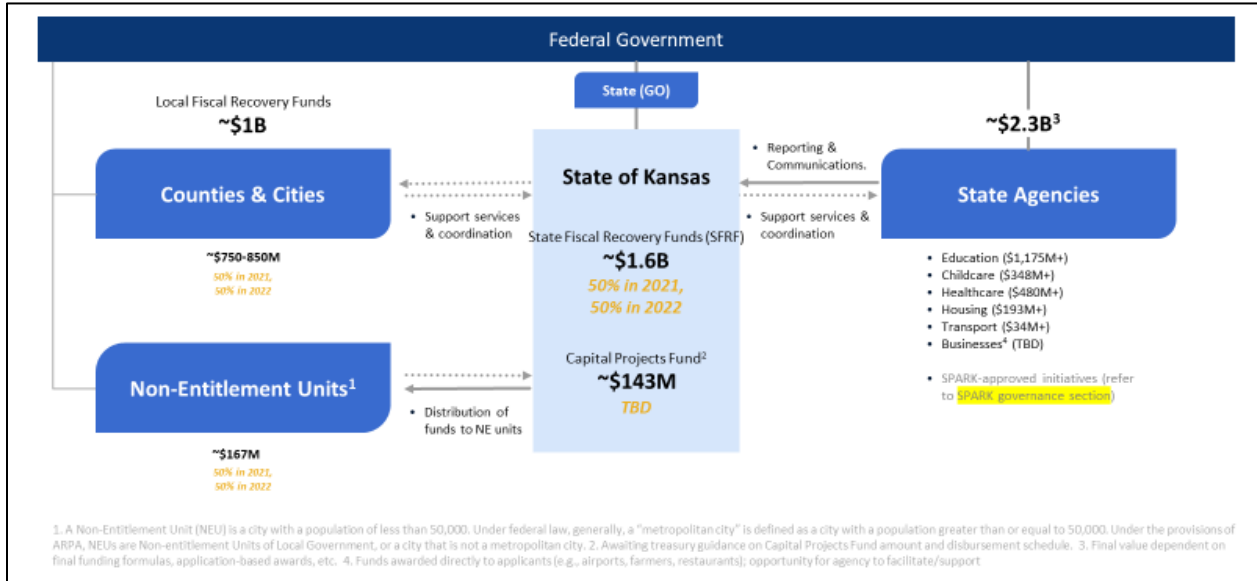 Federal Government
State (GO)
Local Fiscal Recovery Funds
~$1B
Counties & Cities
~$750-850M
50% in 2021,
50% in 2022
• Support services
& coordination
Non-Entitlement Units1
~$167M
50% in 2021,
50% in 2022
• Distribution of
funds to NE units
State of Kansas
State Fiscal Recovery Funds (SFRF)
~$1.6B
50% in 2021,
50% in 2022
Capital Projects Fund2
~$143M
TBD
• Reporting &
Communications.
• Support services &
coordination
~$2.3B3
State Agencies
• Education ($1,175M+)
• Childcare ($348M+)
• Healthcare ($480M+)
• Housing ($193M+)
• Transport ($34M+)
• Businesses4 (TBD)
• SPARK-approved initiatives (refer
to SPARK governance section)
1. A Non-Entitlement Unit (NEU) is a city with a population of less than 50,000. Under federal law, generally, a "metropolitan city" is defined as a city with a population greater than or equal to 50,000. Under the provisions of
ARPA, NEUs are Non-entitlement Units of Local Government, or a city that is not a metropolitan city. 2. Awaiting treasury guidance on Capital Projects Fund amount and disbursement schedule. 3. Final value dependent on
final funding formulas, application-based awards, etc. 4. Funds awarded directly to applicants (e.g., airports, farmers, restaurants); opportunity for agency to facilitate/support